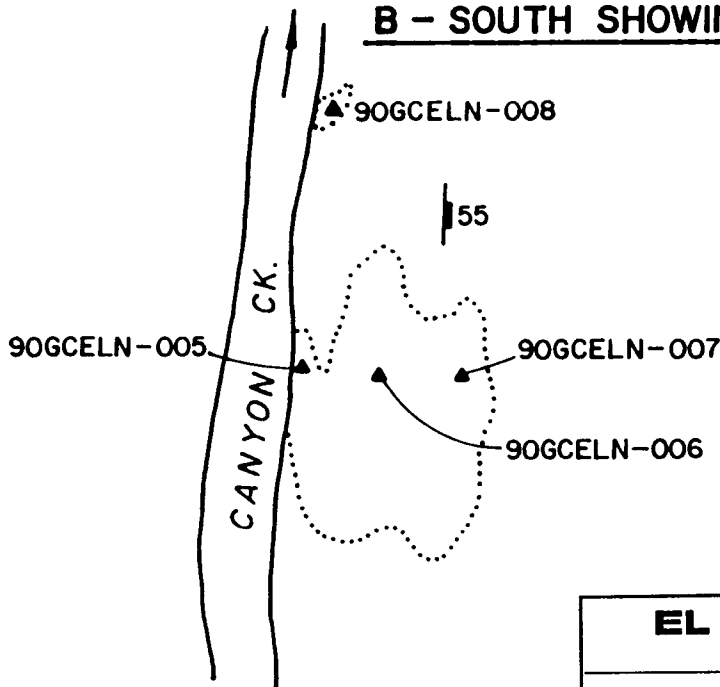 B - SOUTH SHOWIN
90GCELN-008
55
CANYON CK.
90GCELN-005
90GCELN-007
90GCELN-006
EL